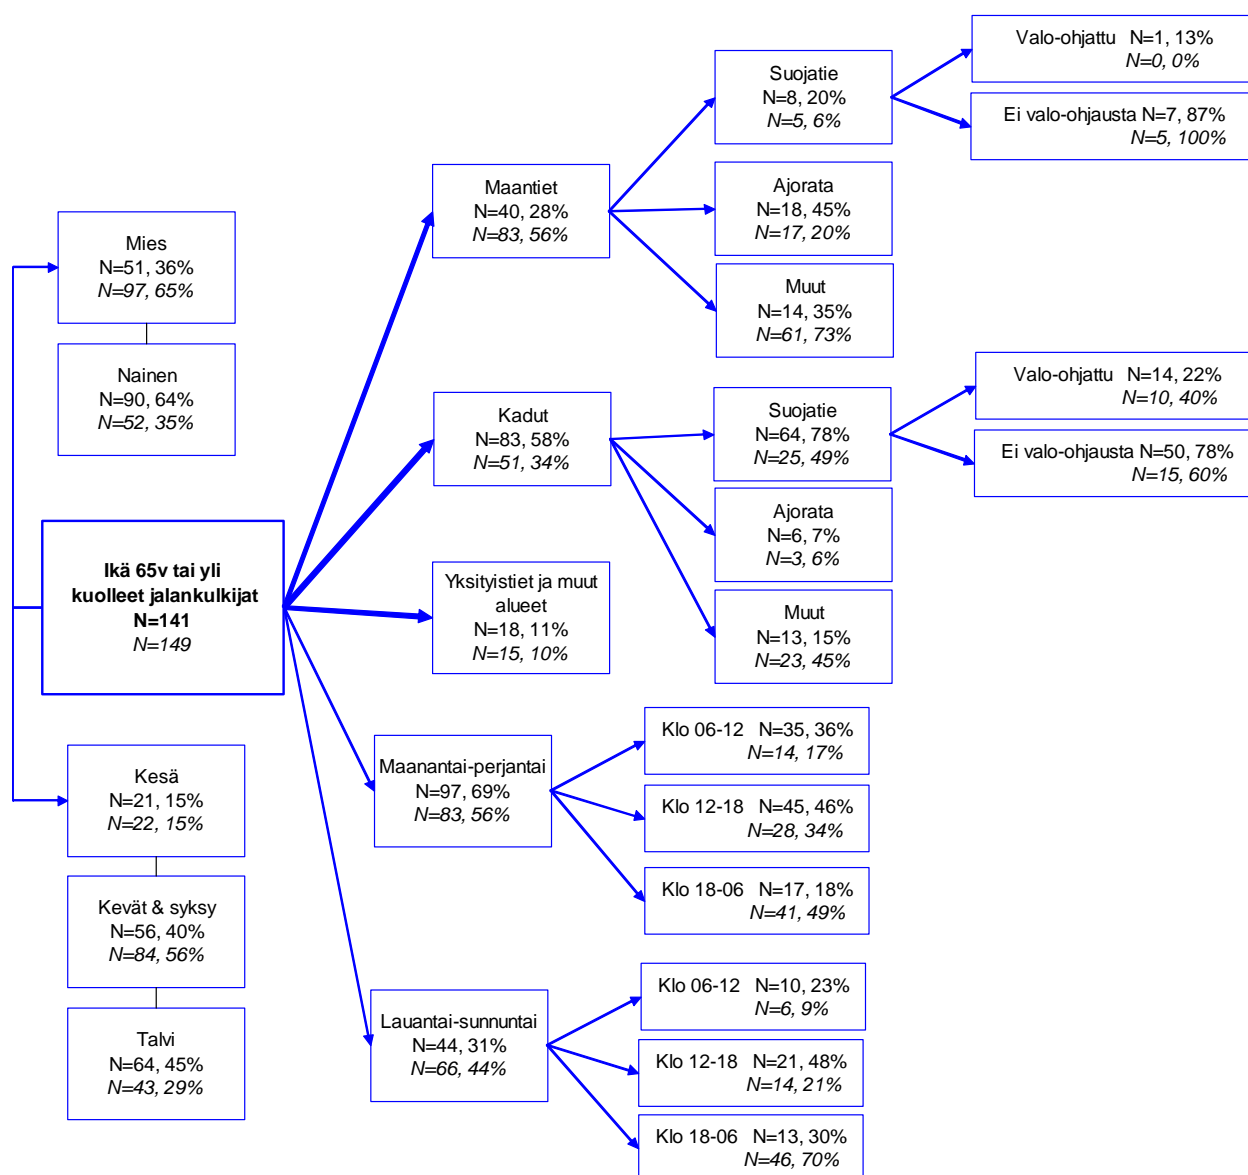 Valo-ohjattu N=1, 13%
N=0, 0%
Ei valo-ohjausta N=7, 87%
N=5, 100%
Suojatie
N=8, 20%
N=5, 6%
Ajorata
N=18, 45%
N=17, 20%
Muut
N=14, 35%
N=61, 73%
Maantiet
N=40, 28%
N=83, 56%
Mies
N=51, 36%
N=97, 65%
Nainen
N=90, 64%
N=52, 35%
Kadut
N=83, 58%
N=51, 34%
Suojatie
N=64, 78%
N=25, 49%
Valo-ohjattu N=14, 22%
N=10, 40%
Ei valo-ohjausta N=50, 78%
N=15, 60%
Ajorata
N=6, 7%
N=3, 6%
Muut
N=13, 15%
N=23, 45%
Ikä 65v tai yli
kuolleet jalankulkijat
N=141
N=149
Yksityistiet ja muut
alueet
N=18, 11%
N=15, 10%
Kesä
N=21, 15%
N=22, 15%
Kevät & syksy
N=56, 40%
N=84, 56%
Talvi
N=64, 45%
N=43, 29%
Maanantai-perjantai
N=97, 69%
N=83, 56%
Klo 06-12 N=35, 36%
N=14, 17%
Klo 12-18 N=45, 46%
N=28, 34%
Klo 18-06 N=17, 18%
N=41, 49%
Lauantai-sunnuntai
N=44, 31%
N=66, 44%
Klo 06-12 N=10, 23%
N=6, 9%
Klo 12-18 N=21, 48%
N=14, 21%
Klo 18-06 N=13, 30%
N=46, 70%